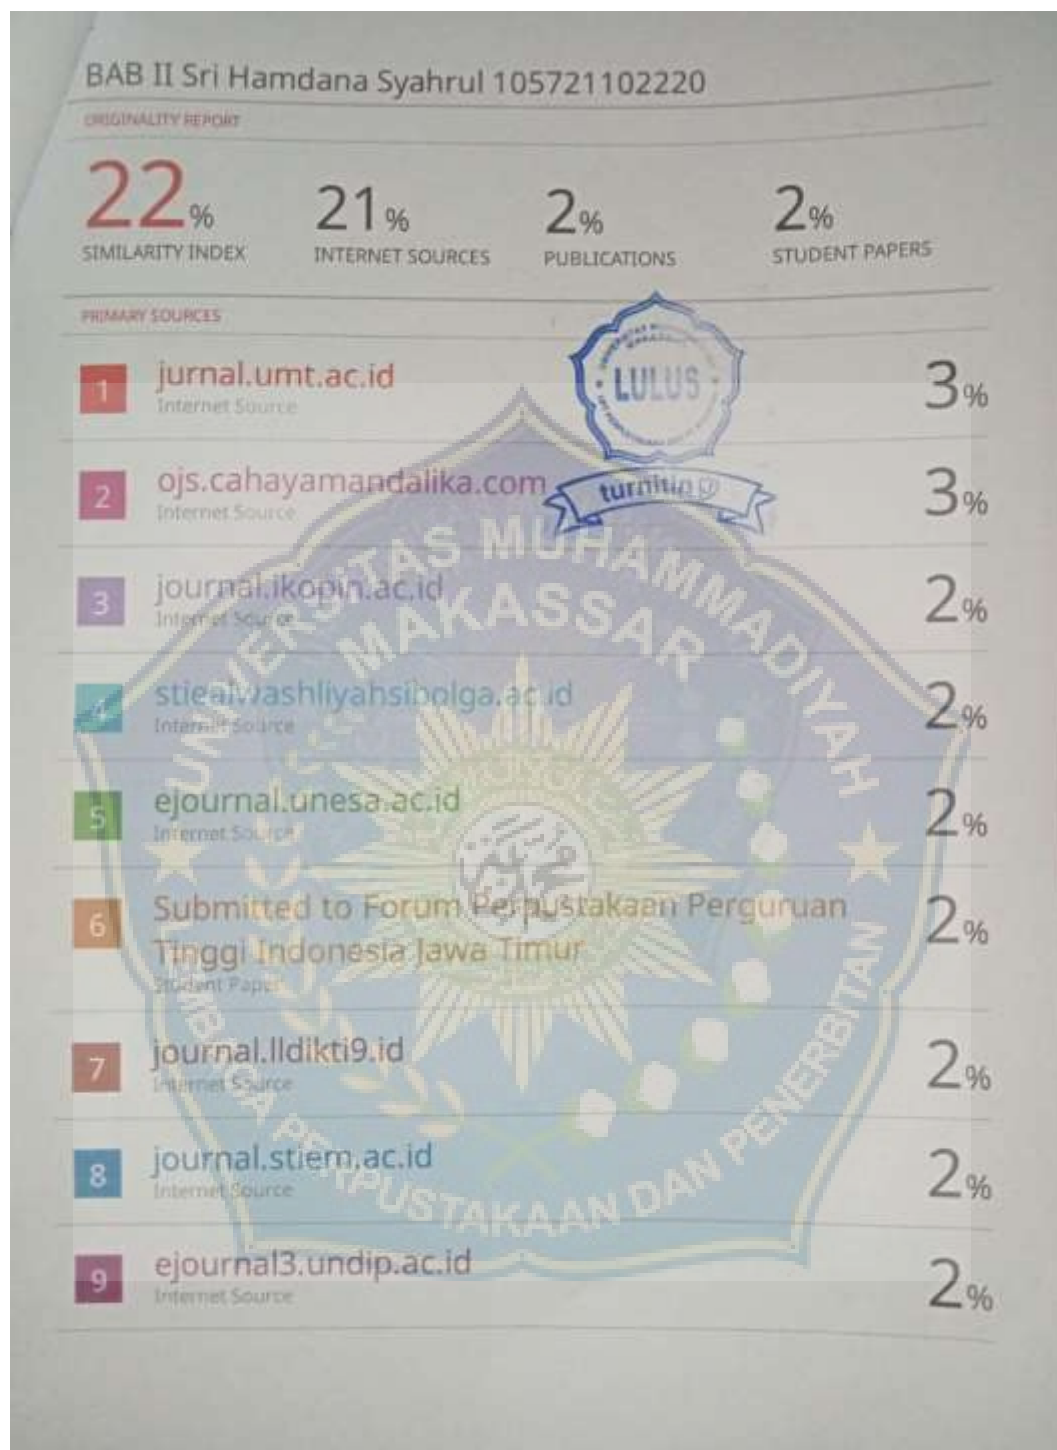 BAB II Sri Hamdana Syahrul 105721102220
ORIGINALITY REPORT
22%
SIMILARITY INDEX
21%
INTERNET SOURCES
2%
PUBLICATIONS
2%
STUDENT PAPERS
PRIMARY SOURCES
1 jurnal.umt.ac.id 3%
Internet Source
2 ojs.cahayamandalika.com 3%
Internet Source
3 journal.ikopin.ac.id 2%
Internet Source
4 stiealwashliyahsibolga.ac.id 2%
Internet Source
5 ejournal.unesa.ac.id 2%
Internet Source
6 Submitted to Forum Perpustakaan Perguruan 2%
Tinggi Indonesia Jawa Timur
Student Paper
7 journal.lldikti9.id 2%
Internet Source
8 journal.stiem.ac.id 2%
Internet Source
9 ejournal3.undip.ac.id 2%
Internet Source
LULUS
turnitin
UNIVERSITAS MUHAMMADIYAH
MAKASSAR
LEMBAGA PERPUSTAKAAN DAN PENERBITAN